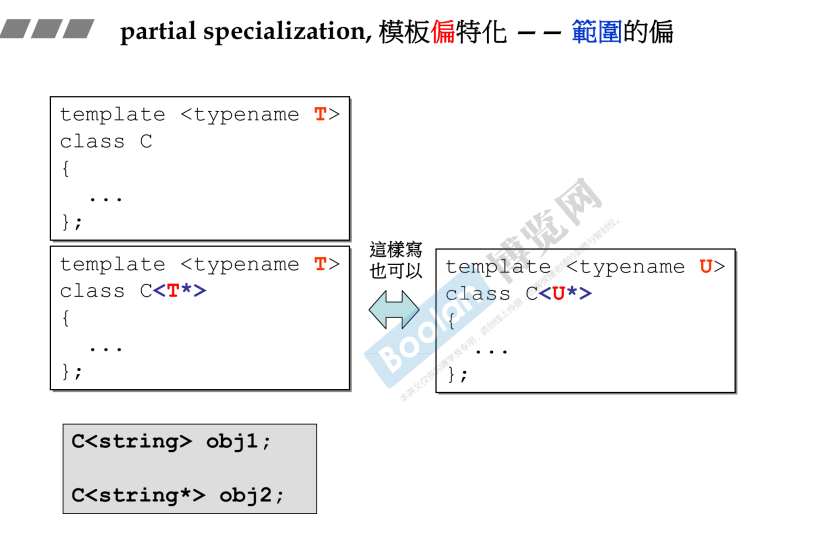 partial specialization, 模板偏特化 —— 範圍的偏
template <typename T>
class C
{
...
};
template <typename T>
class C<T*>
{
...
};
這樣寫
也可以
template <typename U>
class C<U*>
{
...
};
Boolan 博览网
C<string> obj1;
C<string*> obj2;